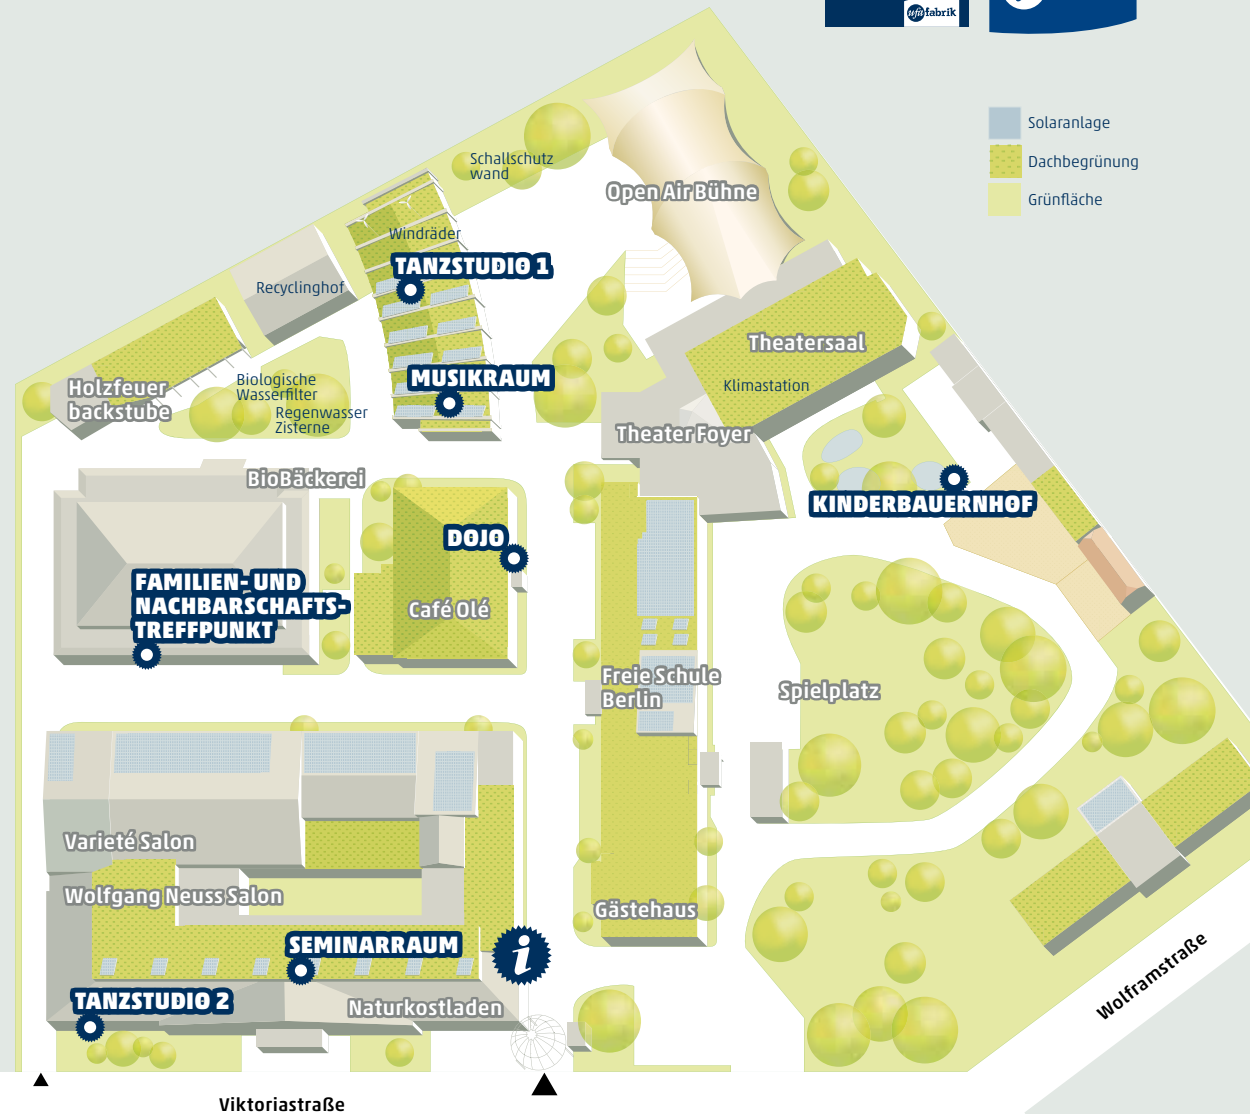 ufafabrik
Solaranlage
Dachbegrünung
Grünfläche
Schallschutz
wand
Open Air Bühne
Windräder
TANZSTUDIO 1
Recyclinghof
Theatersaal
Klimastation
Holzfeuer
backstube
Biologische
Wasserfilter
Regenwasser
Zisterne
MUSIKRAUM
Theater Foyer
BioBäckerei
KINDERBAUERNHOF
DOJO
FAMILIEN- UND
NACHBARSCHAFTS-
TREFFPUNKT
Café Olé
Freie Schule
Berlin
Spielplatz
Varieté Salon
Wolfgang Neuss Salon
Gästehaus
SEMINARRAUM
i
TANZSTUDIO 2
Naturkostladen
Wolframstraße
Viktoriastraße